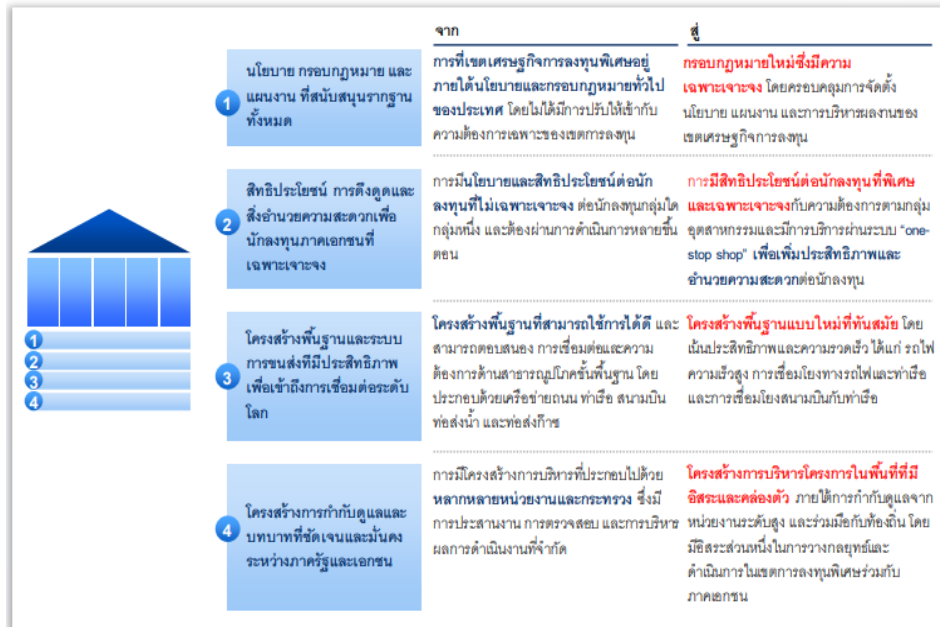 จาก
สู่
1
นโยบาย กรอบกฎหมาย และ
แผนงาน ที่สนับสนุนรากฐาน
ทั้งหมด
การที่เขตเศรษฐกิจการลงทุนพิเศษอยู่
ภายใต้นโยบายและกรอบกฎหมายทั่วไป
ของประเทศ โดยไม่ได้มีการปรับให้เข้ากับ
ความต้องการเฉพาะของเขตการลงทุน
กรอบกฎหมายใหม่ซึ่งมีความ
เฉพาะเจาะจง โดยครอบคลุมการจัดตั้ง
นโยบาย แผนงาน และการบริหารผลงานของ
เขตเศรษฐกิจการลงทุน
2
สิทธิประโยชน์ การดึงดูดและ
สิ่งอำนวยความสะดวกเพื่อ
นักลงทุนภาคเอกชนที่
เฉพาะเจาะจง
การมีนโยบายและสิทธิประโยชน์ต่อนัก
ลงทุนที่ไม่เฉพาะเจาะจง ต่อนักลงทุนกลุ่มใด
กลุ่มหนึ่ง และต้องผ่านการดำเนินการหลายขั้น
ตอน
การมีสิทธิประโยชน์ต่อนักลงทุนที่พิเศษ
และเฉพาะเจาะจงกับความต้องการตามกลุ่ม
อุตสาหกรรมและมีการบริการผ่านระบบ "one-
stop shop" เพื่อเพิ่มประสิทธิภาพและ
อำนวยความสะดวกต่อนักลงทุน
3
โครงสร้างพื้นฐานและระบบ
การขนส่งที่มีประสิทธิภาพ
เพื่อเข้าถึงการเชื่อมต่อระดับ
โลก
โครงสร้างพื้นฐานที่สามารถใช้การได้ดี และ
สามารถตอบสนอง การเชื่อมต่อและความ
ต้องการด้านสาธารณูปโภคขั้นพื้นฐาน โดย
ประกอบด้วยเครือข่ายถนน ท่าเรือ สนามบิน
ท่อส่งน้ำ และท่อส่งก๊าซ
โครงสร้างพื้นฐานแบบใหม่ที่ทันสมัย โดย
เน้นประสิทธิภาพและความรวดเร็ว ได้แก่ รถไฟ
ความเร็วสูง การเชื่อมโยงทางรถไฟและท่าเรือ
และการเชื่อมโยงสนามบินกับท่าเรือ
4
โครงสร้างการกำกับดูแลและ
บทบาทที่ชัดเจนและมั่นคง
ระหว่างภาครัฐและเอกชน
การมีโครงสร้างการบริหารที่ประกอบไปด้วย
หลากหลายหน่วยงานและกระทรวง ซึ่งมี
การประสานงาน การตรวจสอบ และการบริหาร
ผลการดำเนินงานที่จำกัด
โครงสร้างการบริหารโครงการในพื้นที่ที่มี
อิสระและคล่องตัว ภายใต้การกำกับดูแลจาก
หน่วยงานระดับสูง และร่วมมือกับท้องถิ่น โดย
มีอิสระส่วนหนึ่งในการวางกลยุทธ์และ
ดำเนินการในเขตการลงทุนพิเศษร่วมกับ
ภาคเอกชน
1
2
3
4